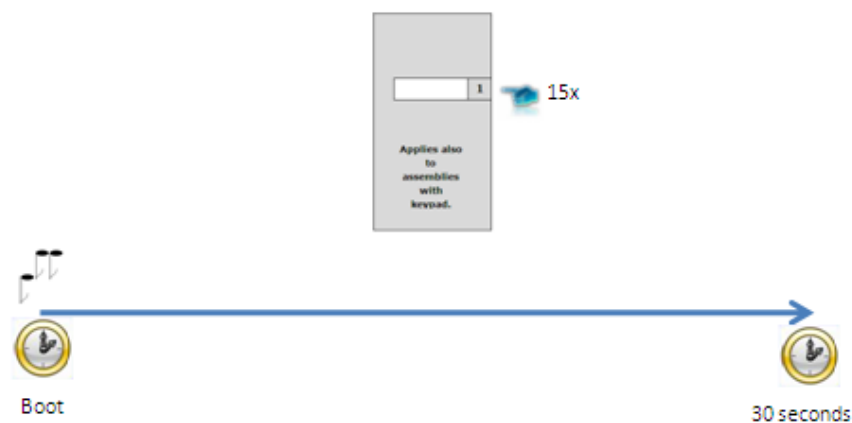 1
15x
Applies also
to
assemblies
with
keypad.
Boot
30 seconds